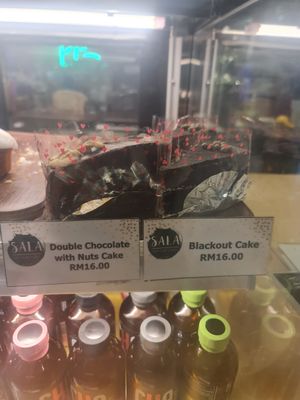 SALA
Double Chocolate
with Nuts Cake
RM16.00
SALA
Blackout Cake
RM16.00